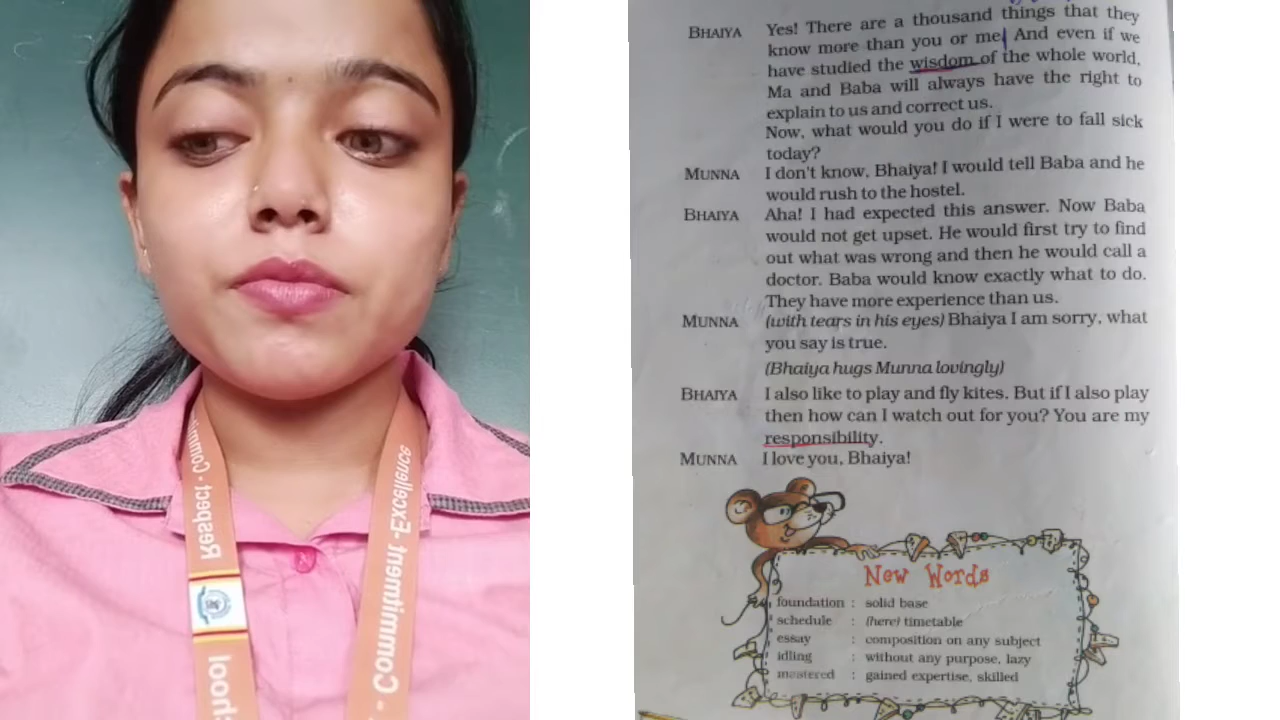 Respect - Commi
chool
- Commitment -Excellence
BHAIYA Yes! There are a thousand things that they
know more than you or me! And even if we
have studied the wisdom of the whole world,
Ma and Baba will always have the right to
explain to us and correct us.
Now, what would you do if I were to fall sick
today?
MUNNA I don't know, Bhaiya! I would tell Baba and he
would rush to the hostel.
BHAIYA Aha! I had expected this answer. Now Baba
would not get upset. He would first try to find
out what was wrong and then he would call a
doctor. Baba would know exactly what to do.
They have more experience than us.
MUNNA (with tears in his eyes) Bhaiya I am sorry, what
you say is true.
(Bhaiya hugs Munna lovingly)
BHAIYA I also like to play and fly kites. But if I also play
then how can I watch out for you? You are my
responsibility.
MUNNA I love you, Bhaiya!
New Words
foundation : solid base
schedule : (here) timetable
essay : composition on any subject
idling : without any purpose, lazy
mastered : gained expertise, skilled